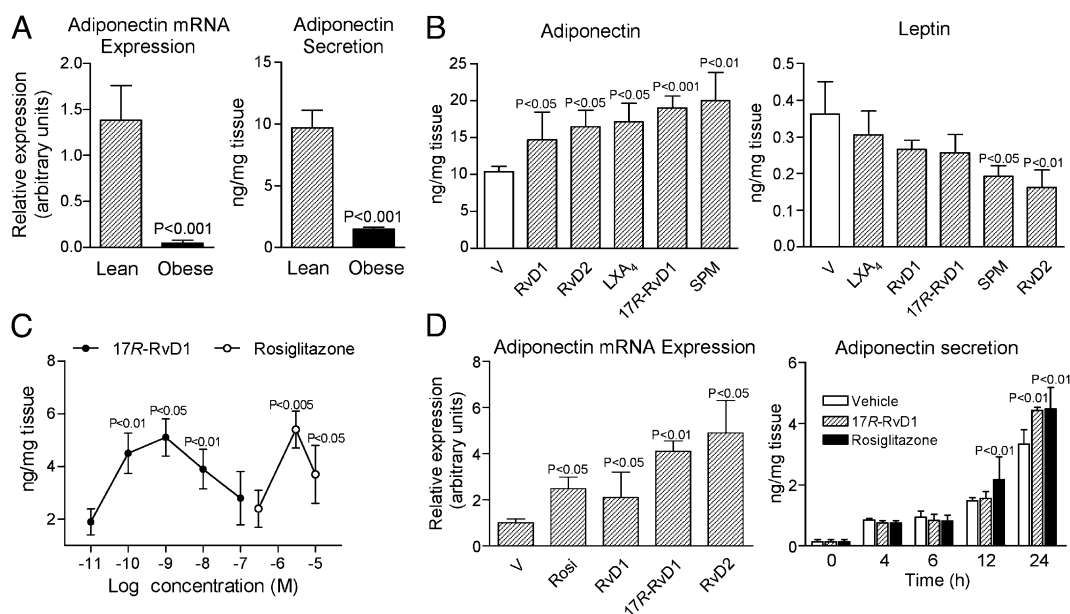 A
Adiponectin mRNA
Expression
Relative expression
(arbitrary units)
2.0
1.5
1.0
0.5
0.0
P<0.001
Lean
Obese
Adiponectin
Secretion
ng/mg tissue
15
10
5
0
P<0.001
Lean
Obese
B
Adiponectin
ng/mg tissue
25
20
15
10
5
0
P<0.05
P<0.05
P<0.05
P<0.001
P<0.01
V
RvD1
RvD2
LXA₄
17R-RvD1
SPM
Leptin
ng/mg tissue
0.5
0.4
0.3
0.2
0.1
0.0
P<0.05
P<0.01
V
LXA₄
RvD1
17R-RvD1
SPM
RvD2
C
17R-RvD1
Rosiglitazone
ng/mg tissue
8
6
4
2
P<0.01
P<0.05
P<0.01
P<0.005
P<0.05
-11
-10
-9
-8
-7
-6
-5
Log concentration (M)
D
Adiponectin mRNA Expression
Relative expression
(arbitrary units)
8
6
4
2
0
P<0.05
P<0.05
P<0.01
P<0.05
V
Rosi
RvD1
17R-RvD1
RvD2
Adiponectin secretion
ng/mg tissue
6
4
2
0
Vehicle
17R-RvD1
Rosiglitazone
P<0.01
P<0.01
P<0.01
0
4
6
12
24
Time (h)